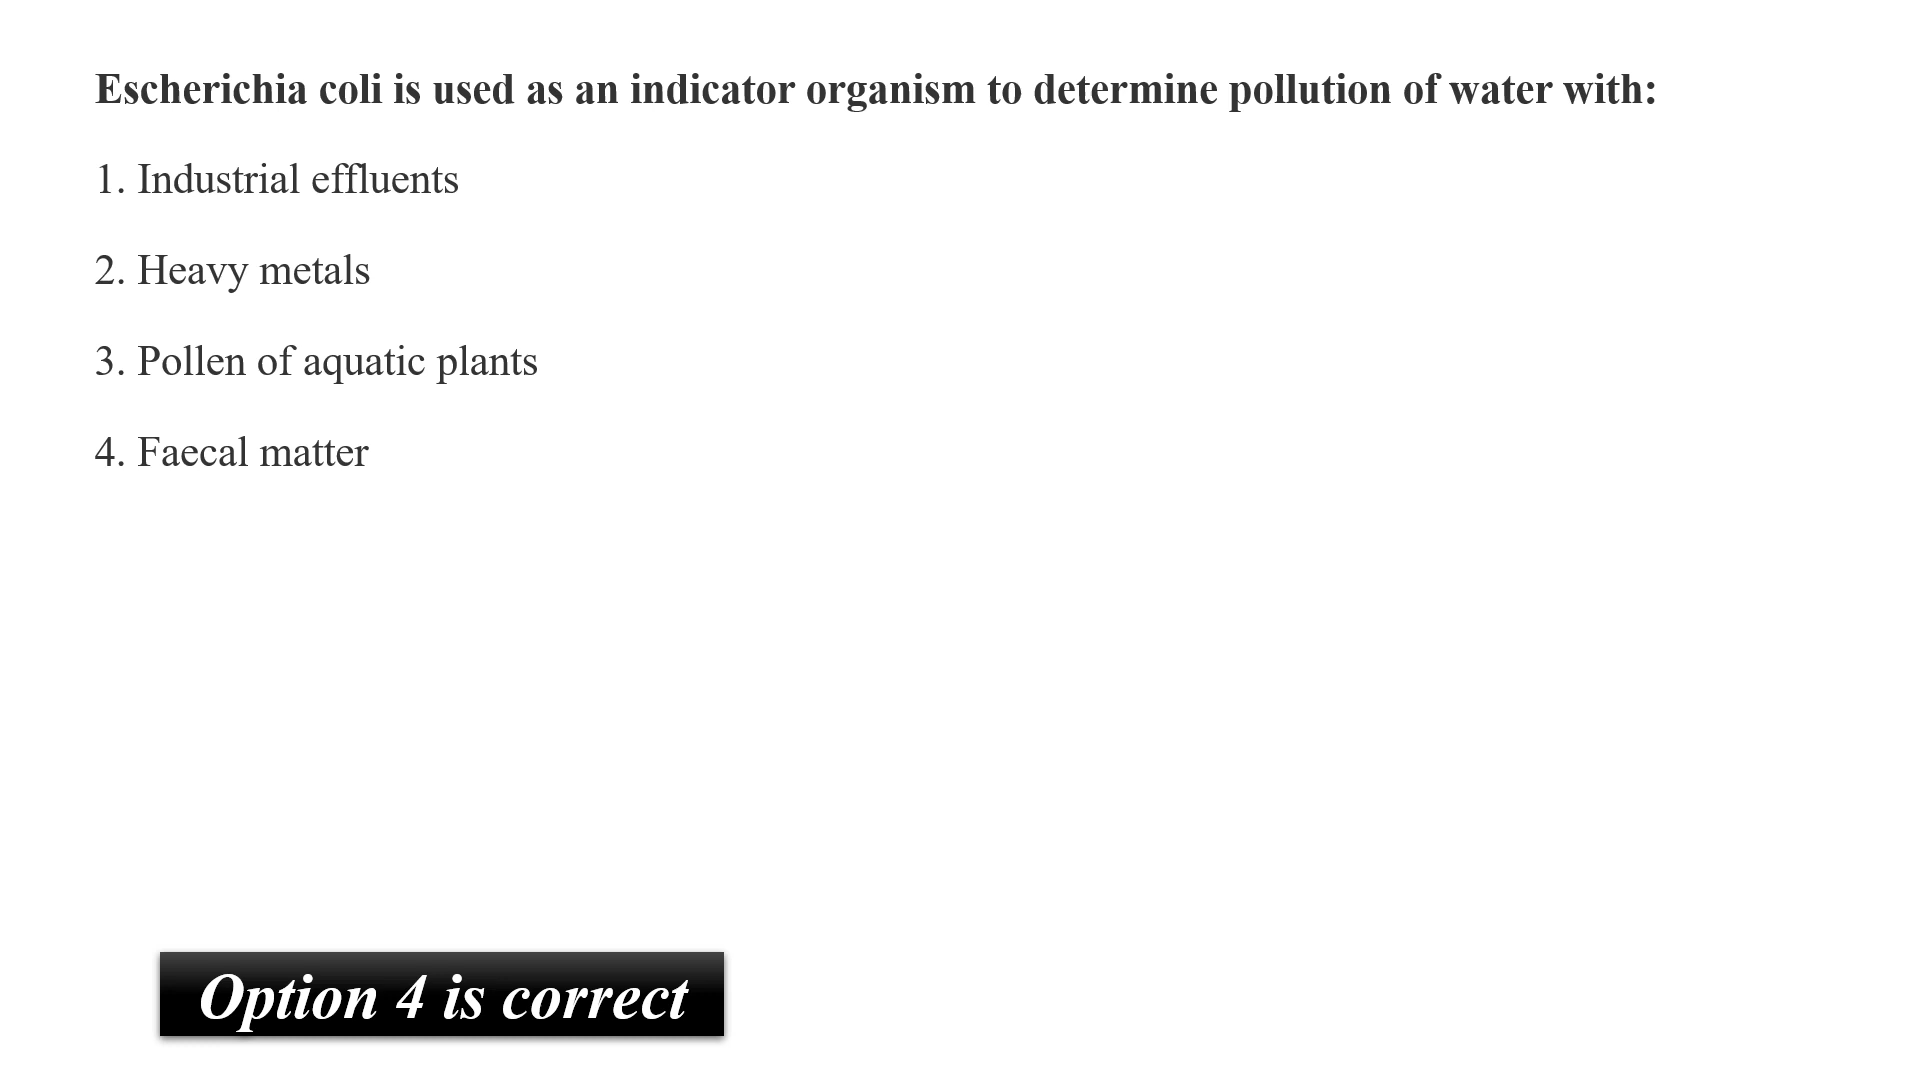 Escherichia coli is used as an indicator organism to determine pollution of water with:
1. Industrial effluents
2. Heavy metals
3. Pollen of aquatic plants
4. Faecal matter
Option 4 is correct